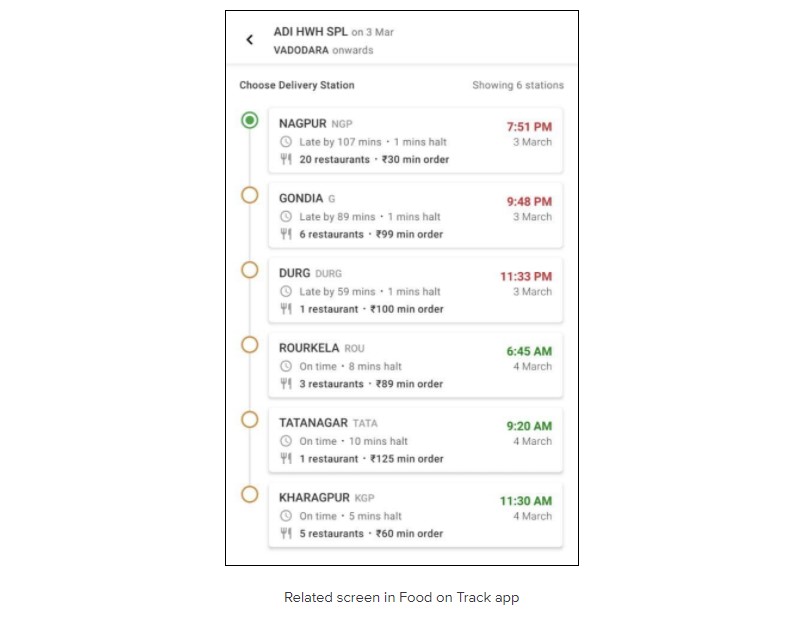 ADI HWH SPL on 3 Mar
VADODARA onwards
Choose Delivery Station Showing 6 stations
NAGPUR NGP 7:51 PM
Late by 107 mins • 1 mins halt 3 March
20 restaurants • ₹30 min order
GONDIA G 9:48 PM
Late by 89 mins • 1 mins halt 3 March
6 restaurants • ₹99 min order
DURG DURG 11:33 PM
Late by 59 mins • 1 mins halt 3 March
1 restaurant • ₹100 min order
ROURKELA ROU 6:45 AM
On time • 8 mins halt 4 March
3 restaurants • ₹89 min order
TATANAGAR TATA 9:20 AM
On time • 10 mins halt 4 March
1 restaurant • ₹125 min order
KHARAGPUR KGP 11:30 AM
On time • 5 mins halt 4 March
5 restaurants • ₹60 min order
Related screen in Food on Track app